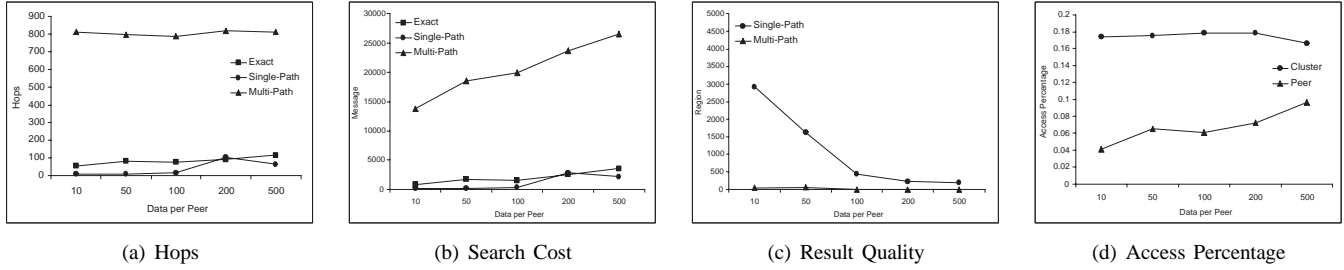 900
800
700
600
500
400
300
200
100
0
Hops
Exact
Single-Path
Multi-Path
10 50 100 200 500
Data per Peer
(a) Hops
30000
25000
20000
15000
10000
5000
0
Message
Exact
Single-Path
Multi-Path
10 50 100 200 500
Data per Peer
(b) Search Cost
5000
4500
4000
3500
3000
2500
2000
1500
1000
500
0
Region
Single-Path
Multi-Path
10 50 100 200 500
Data per Peer
(c) Result Quality
0.2
0.18
0.16
0.14
0.12
0.1
0.08
0.06
0.04
0.02
0
Access Percentage
Cluster
Peer
10 50 100 200 500
Data per Peer
(d) Access Percentage